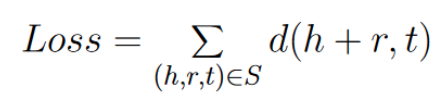 Loss = ∑ d(h + r, t)
(h,r,t)∈S